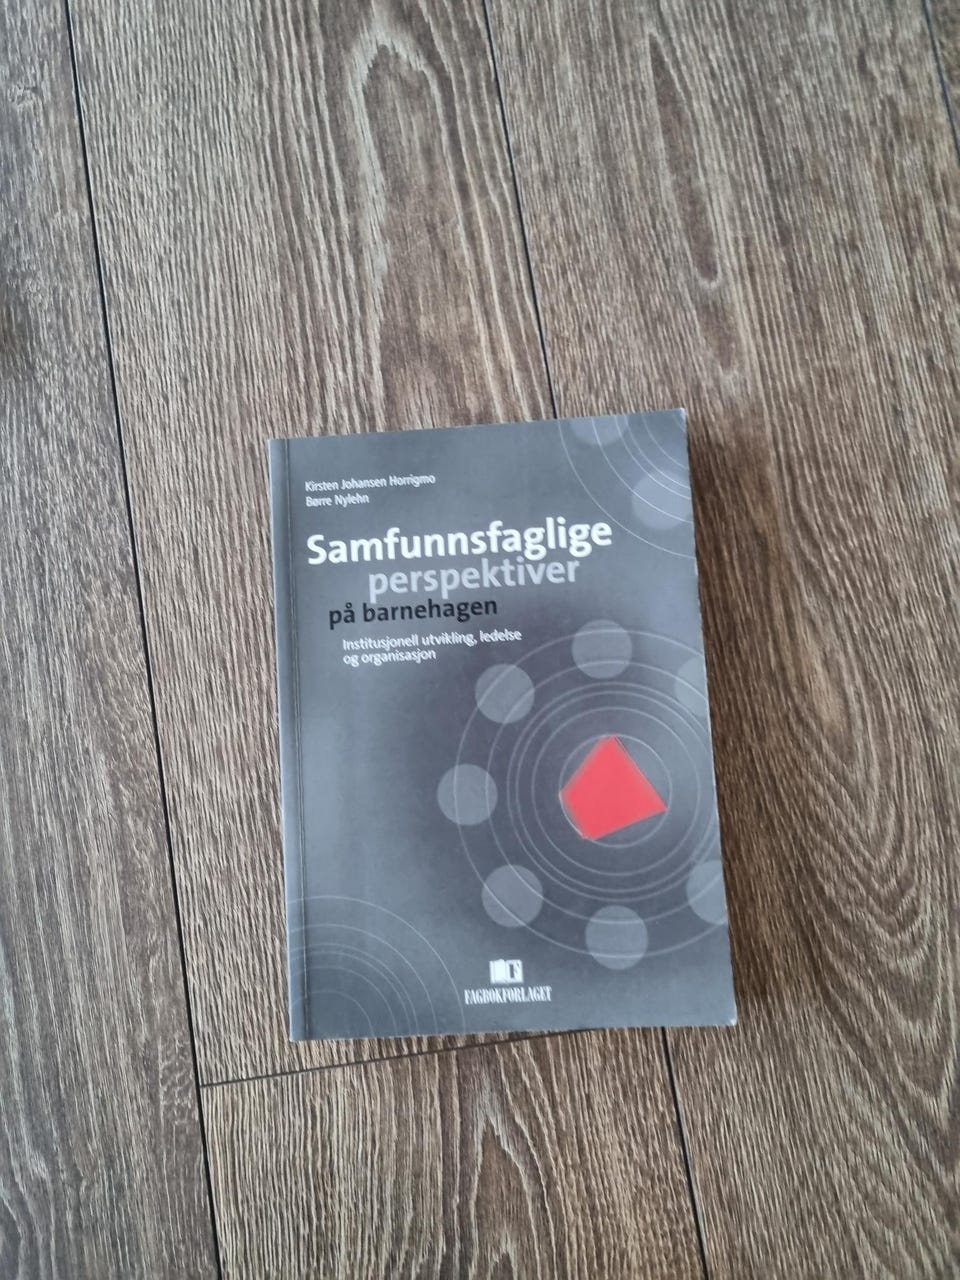 Kirsten Johansen Horrigmo
Børre Nylehn
Samfunnsfaglige
perspektiver
på barnehagen
Institusjonell utvikling, ledelse
og organisasjon
FAGBOKFORLAGET